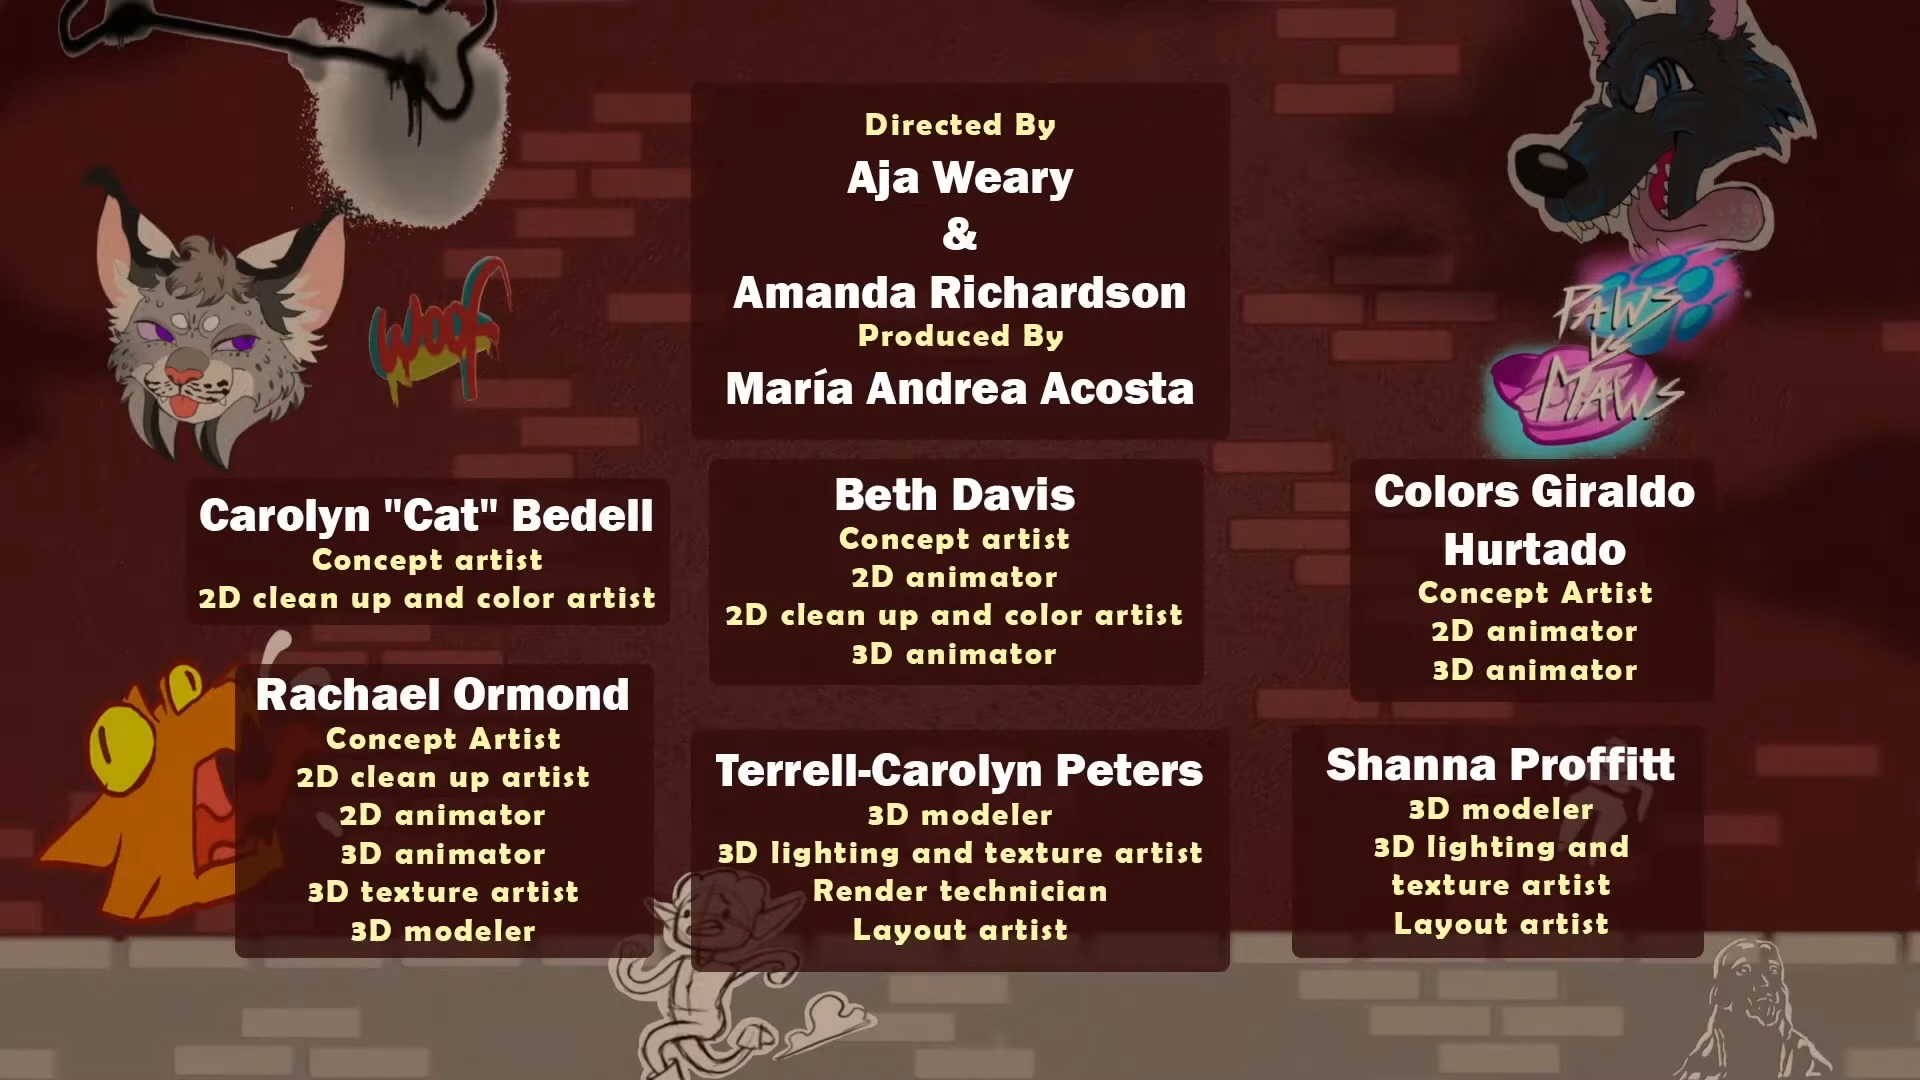 Directed By
Aja Weary
&
Amanda Richardson
Produced By
María Andrea Acosta
woof
PAWS
VS
MAWS
Carolyn "Cat" Bedell
Concept artist
2D clean up and color artist
Beth Davis
Concept artist
2D animator
2D clean up and color artist
3D animator
Colors Giraldo
Hurtado
Concept Artist
2D animator
3D animator
Rachael Ormond
Concept Artist
2D clean up artist
2D animator
3D animator
3D texture artist
3D modeler
Terrell-Carolyn Peters
3D modeler
3D lighting and texture artist
Render technician
Layout artist
Shanna Proffitt
3D modeler
3D lighting and
texture artist
Layout artist